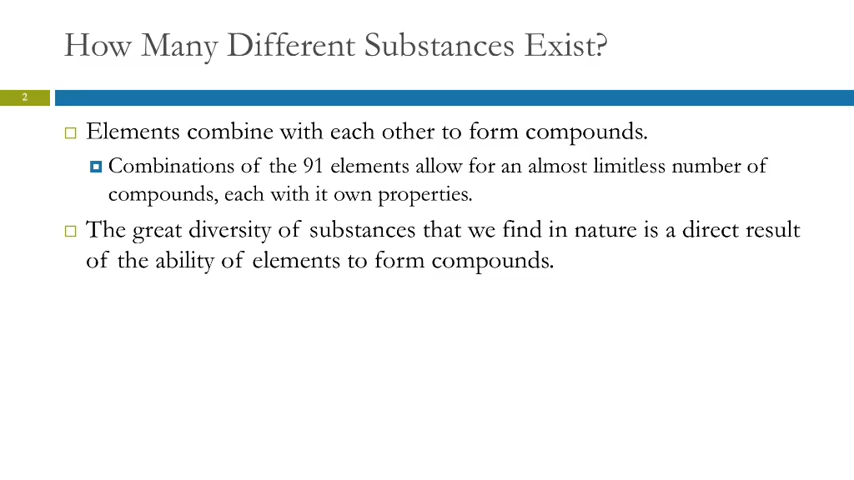 How Many Different Substances Exist?
2
Elements combine with each other to form compounds.
Combinations of the 91 elements allow for an almost limitless number of
compounds, each with it own properties.
The great diversity of substances that we find in nature is a direct result
of the ability of elements to form compounds.